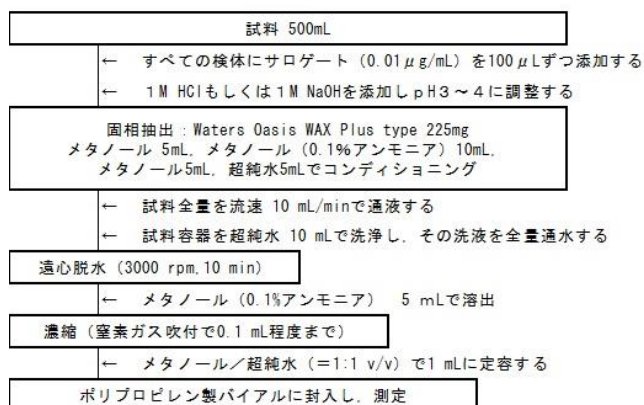 試料 500mL
← すべての検体にサロゲート（0.01μg/mL）を100μLずつ添加する
← 1M HClもしくは1M NaOHを添加しpH3～4に調整する
固相抽出：Waters Oasis WAX Plus type 225mg
メタノール 5mL，メタノール（0.1%アンモニア）10mL，
メタノール5mL，超純水5mLでコンディショニング
← 試料全量を流速 10 mL/minで通液する
← 試料容器を超純水 10 mLで洗浄し，その洗液を全量通水する
遠心脱水（3000 rpm,10 min）
← メタノール（0.1%アンモニア） 5 mLで溶出
濃縮（窒素ガス吹付で0.1 mL程度まで）
← メタノール／超純水（＝1:1 v/v）で1 mLに定容する
ポリプロピレン製バイアルに封入し，測定